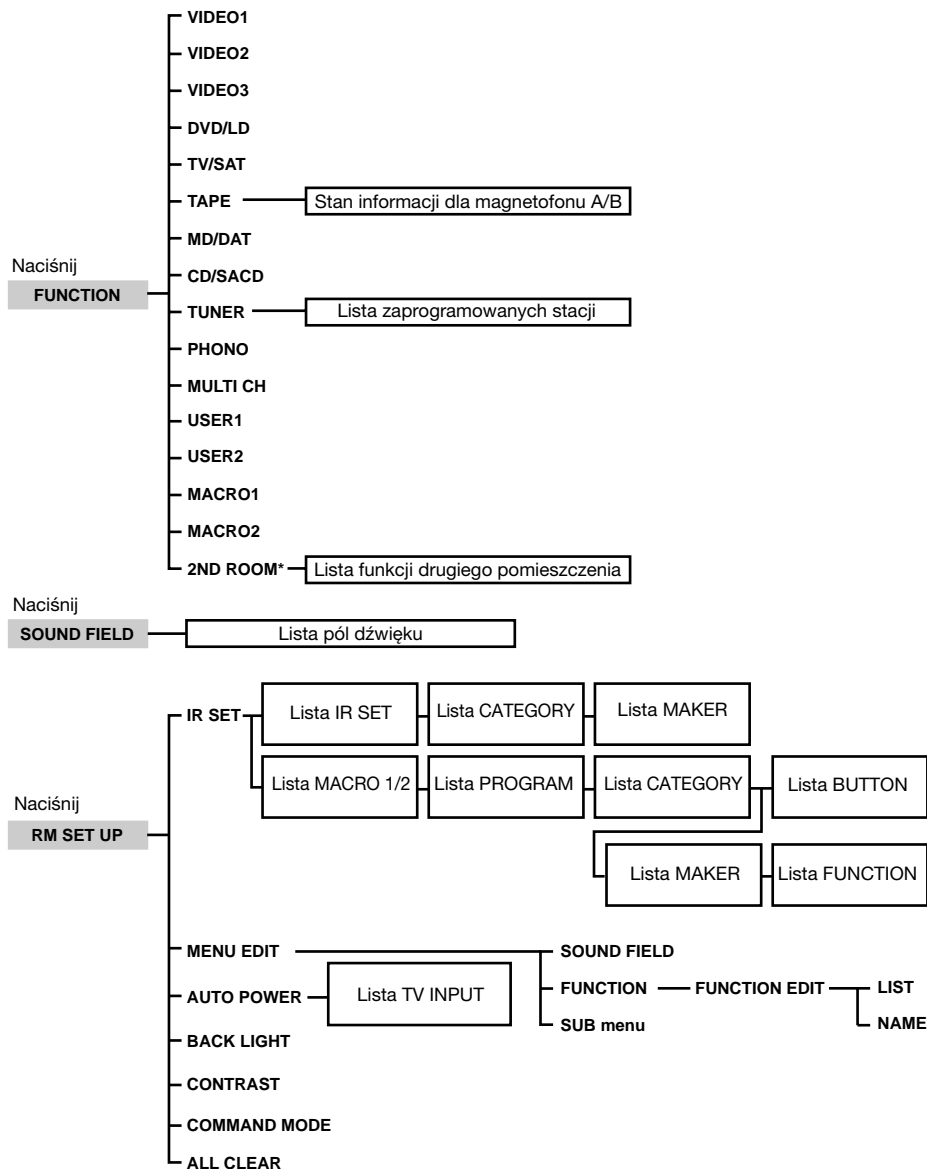 VIDEO1
VIDEO2
VIDEO3
DVD/LD
TV/SAT
TAPE
Stan informacji dla magnetofonu A/B
MD/DAT
Naciśnij
FUNCTION
CD/SACD
TUNER
Lista zaprogramowanych stacji
PHONO
MULTI CH
USER1
USER2
MACRO1
MACRO2
2ND ROOM*
Lista funkcji drugiego pomieszczenia
Naciśnij
SOUND FIELD
Lista pól dźwięku
Naciśnij
RM SET UP
IR SET
Lista IR SET
Lista CATEGORY
Lista MAKER
Lista MACRO 1/2
Lista PROGRAM
Lista CATEGORY
Lista BUTTON
Lista MAKER
Lista FUNCTION
MENU EDIT
SOUND FIELD
FUNCTION
FUNCTION EDIT
LIST
NAME
SUB menu
AUTO POWER
Lista TV INPUT
BACK LIGHT
CONTRAST
COMMAND MODE
ALL CLEAR